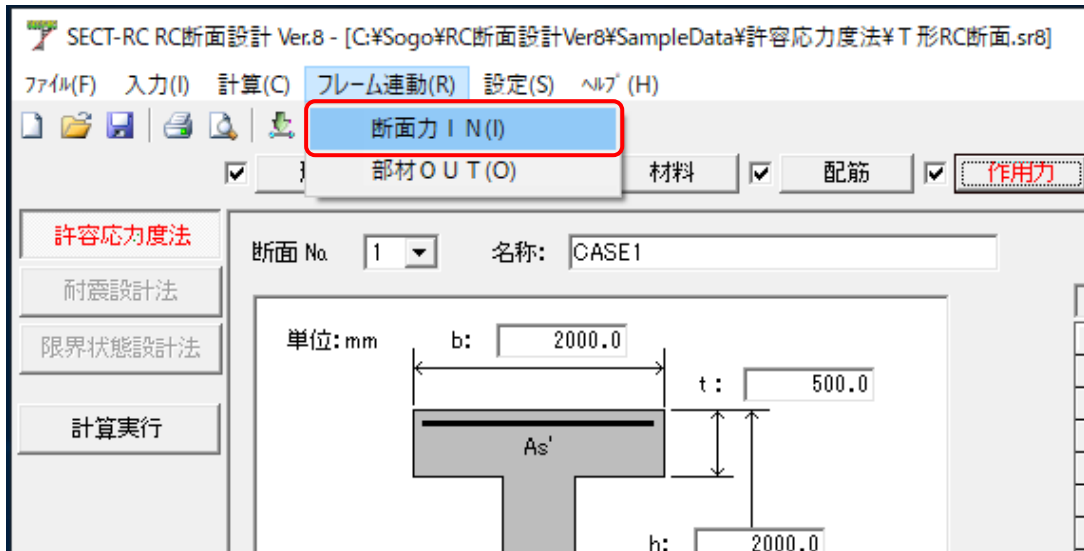 SECT-RC RC断面設計 Ver.8 - [C:¥Sogo¥RC断面設計Ver8¥SampleData¥許容応力度法¥T形RC断面.sr8]
ﾌｧｲﾙ(F) 入力(I) 計算(C) フレーム連動(R) 設定(S) ﾍﾙﾌﾟ(H)
断面力ＩＮ(I)
部材ＯＵＴ(O)
材料 配筋 作用力
許容応力度法
耐震設計法
限界状態設計法
計算実行
断面 No. 1 名称: CASE1
単位:mm b: 2000.0
t: 500.0
As'
h: 2000.0